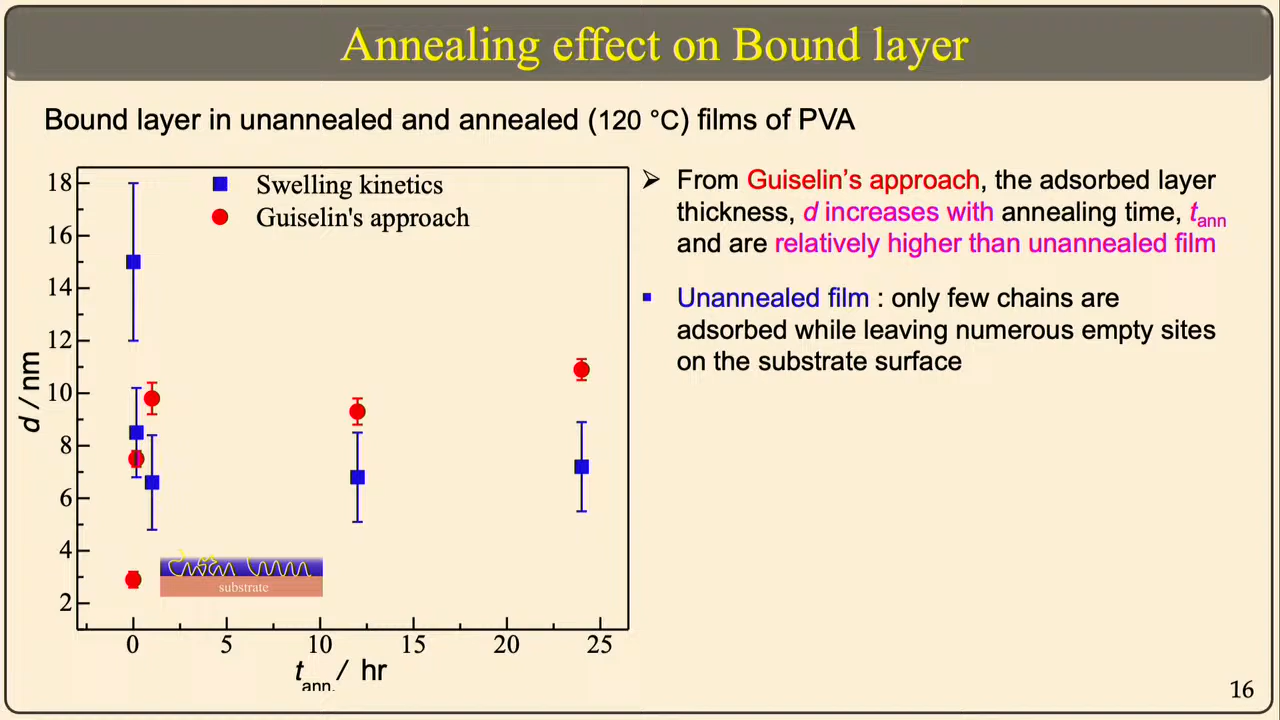 Annealing effect on Bound layer
Bound layer in unannealed and annealed (120 °C) films of PVA
18
16
14
12
10
8
6
4
2
d / nm
Swelling kinetics
Guiselin's approach
substrate
0 5 10 15 20 25
t ann. / hr
➢ From Guiselin’s approach, the adsorbed layer
thickness, d increases with annealing time, tann
and are relatively higher than unannealed film
▪ Unannealed film : only few chains are
adsorbed while leaving numerous empty sites
on the substrate surface
16